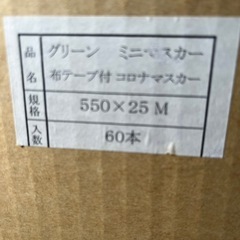 品名 グリーン ミニマスカー
布テープ付 コロナマスカー
規格 550×25M
入数 60本